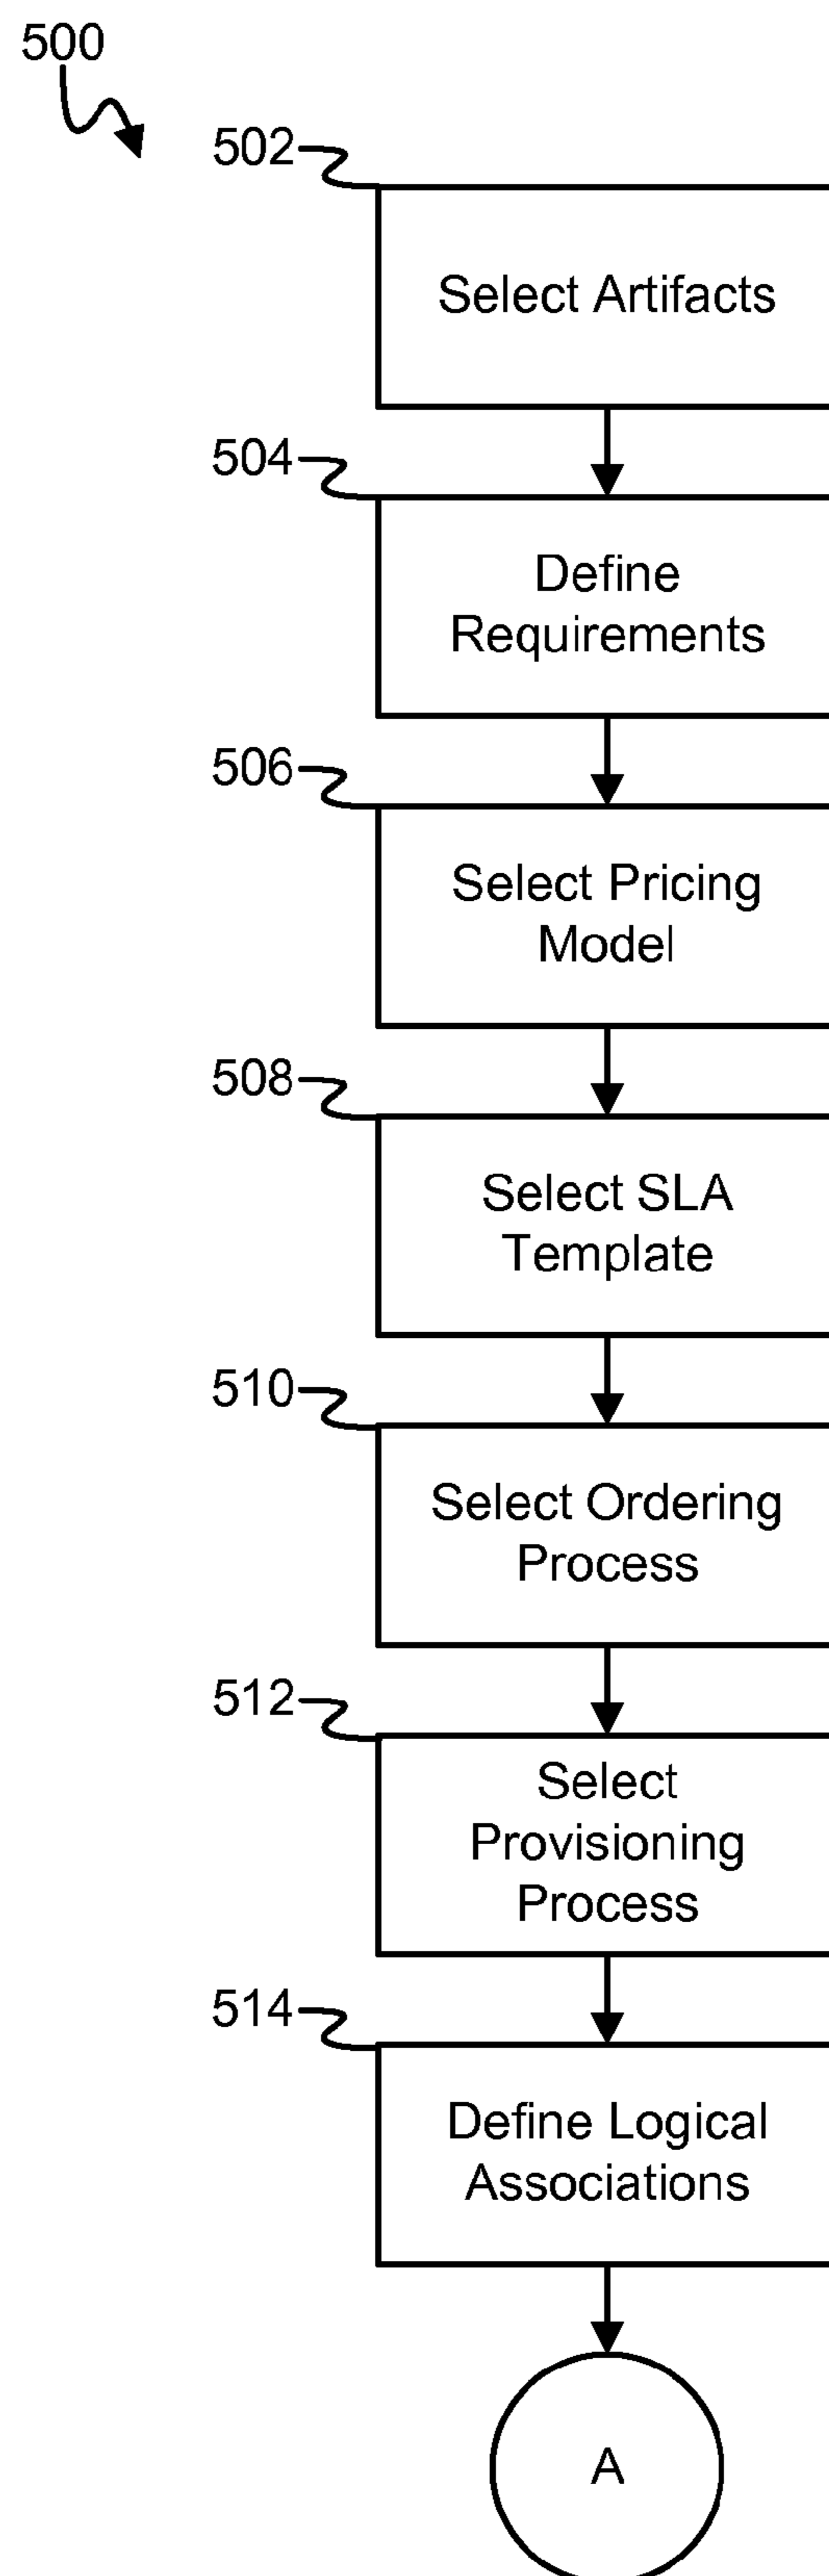 500
502
Select Artifacts
504
Define
Requirements
506
Select Pricing
Model
508
Select SLA
Template
510
Select Ordering
Process
512
Select
Provisioning
Process
514
Define Logical
Associations
A